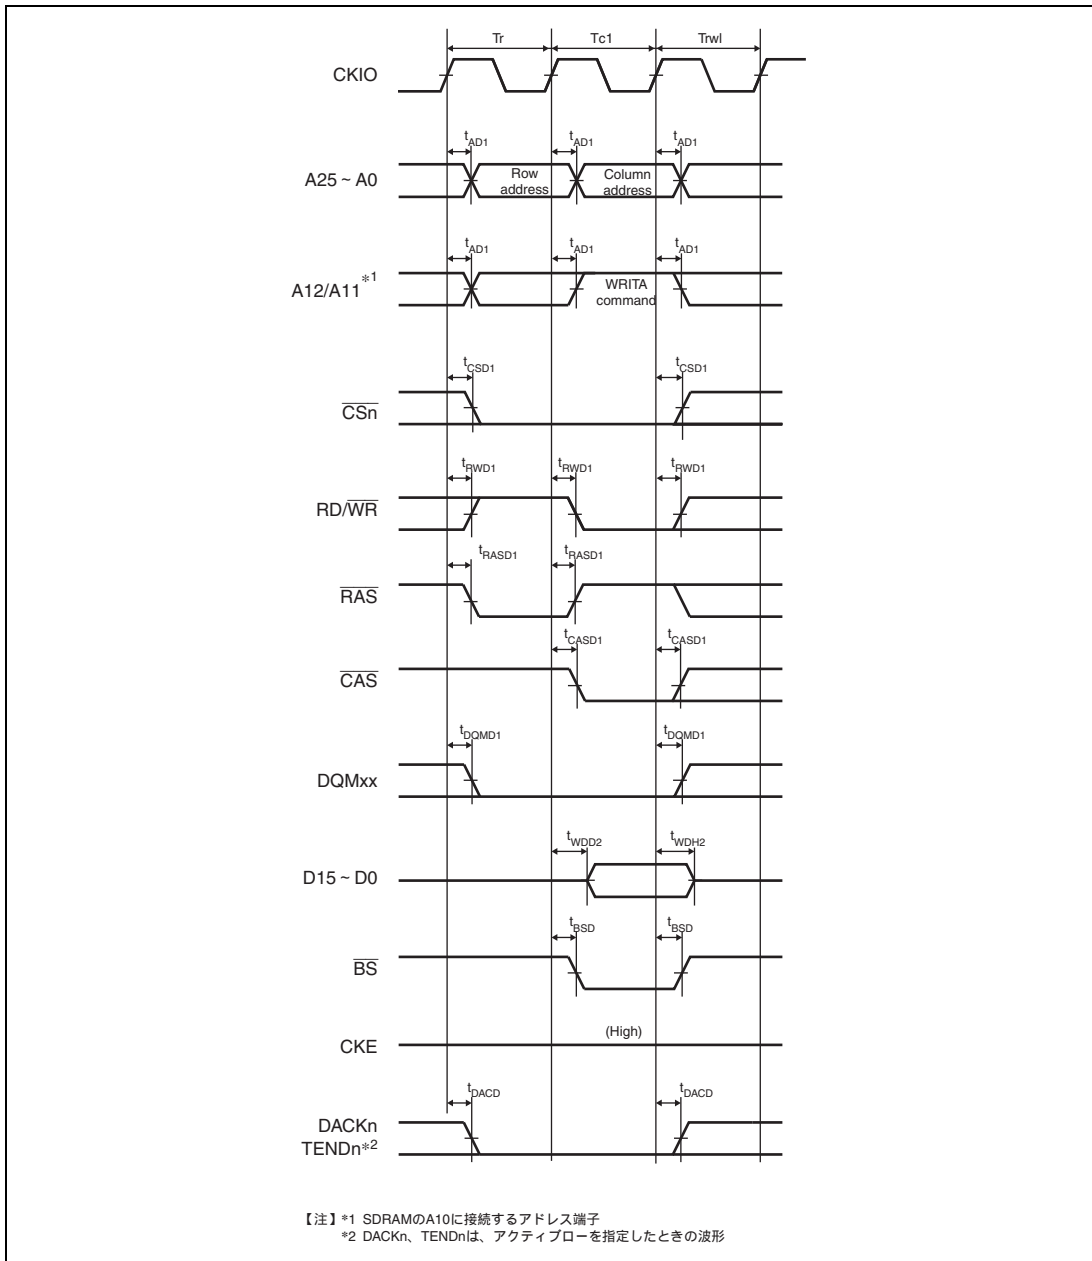 Tr Tc1 Trwl
CKIO
tAD1 tAD1 tAD1
A25 ~ A0
Row address
Column address
tAD1 tAD1 tAD1
A12/A11*1
WRITA command
tCSD1 tCSD1
CSn
tRWD1 tRWD1 tRWD1
RD/WR
tRASD1 tRASD1
RAS
tCASD1 tCASD1
CAS
tDQMD1 tDQMD1
DQMxx
tWDD2 tWDH2
D15 ~ D0
tBSD tBSD
BS
(High)
CKE
tDACD tDACD
DACKn
TENDn*2
【注】*1 SDRAMのA10に接続するアドレス端子
*2 DACKn、TENDnは、アクティブローを指定したときの波形